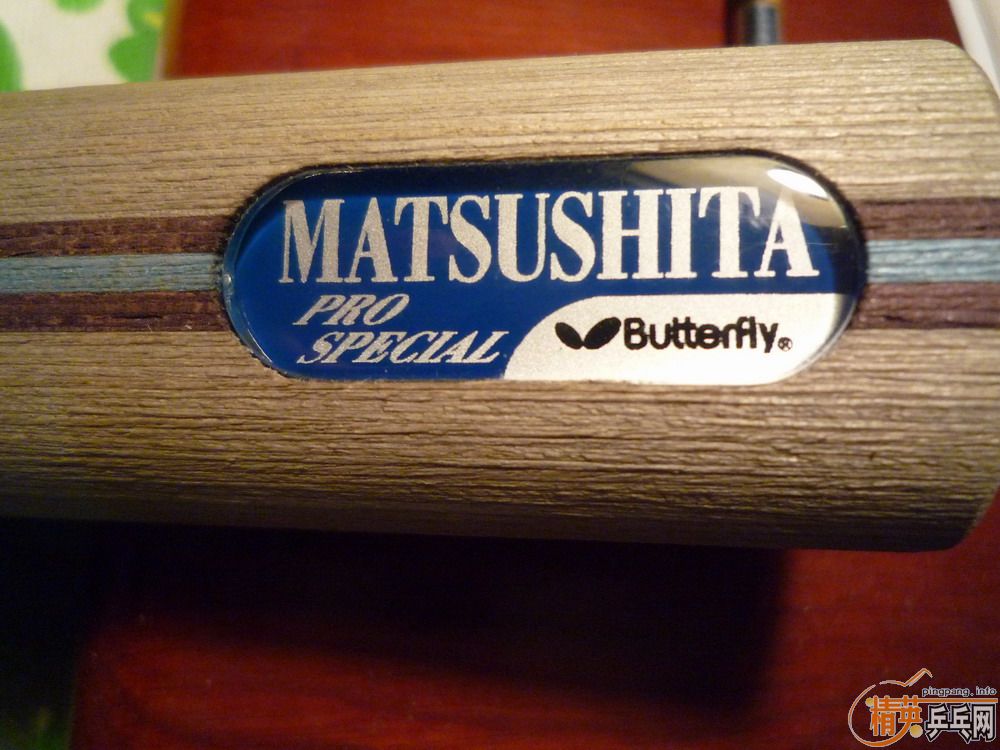 MATSUSHITA
PRO
SPECIAL
Butterfly®
pingpang.info
精英乒乓网